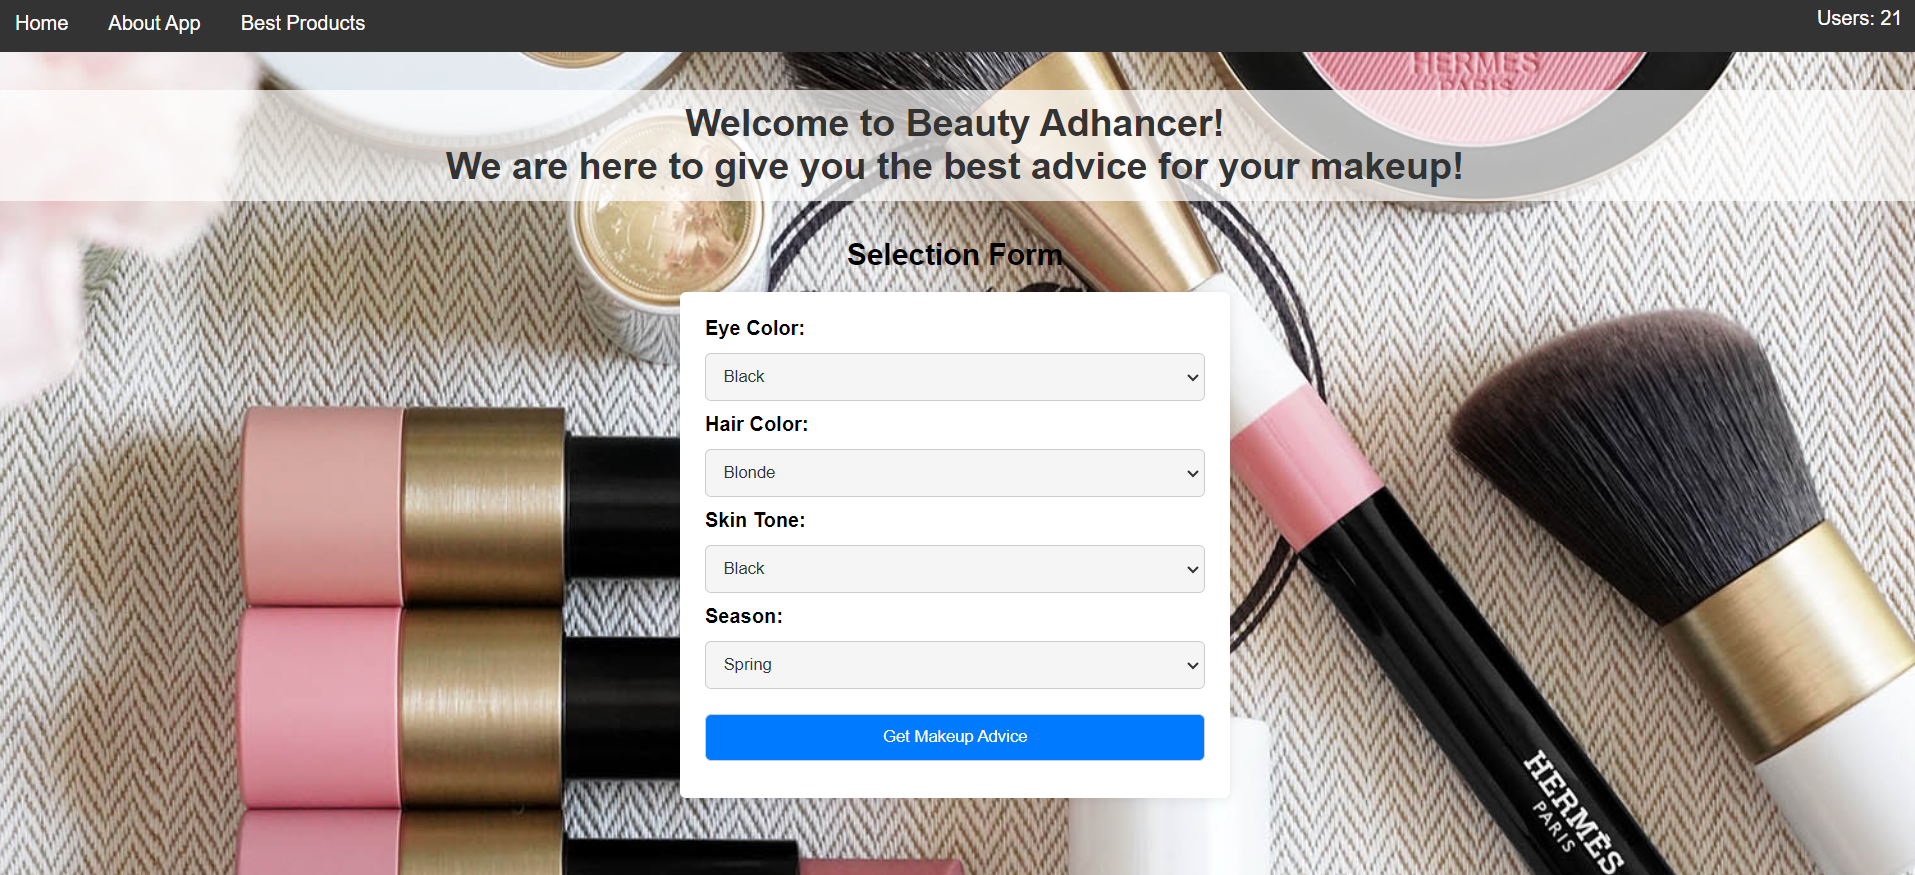 Home About App Best Products Users: 21
HERMES
PARIS
Welcome to Beauty Adhancer!
We are here to give you the best advice for your makeup!
Selection Form
Eye Color:
Black
Hair Color:
Blonde
Skin Tone:
Black
Season:
Spring
Get Makeup Advice
HERMÈS
PARIS